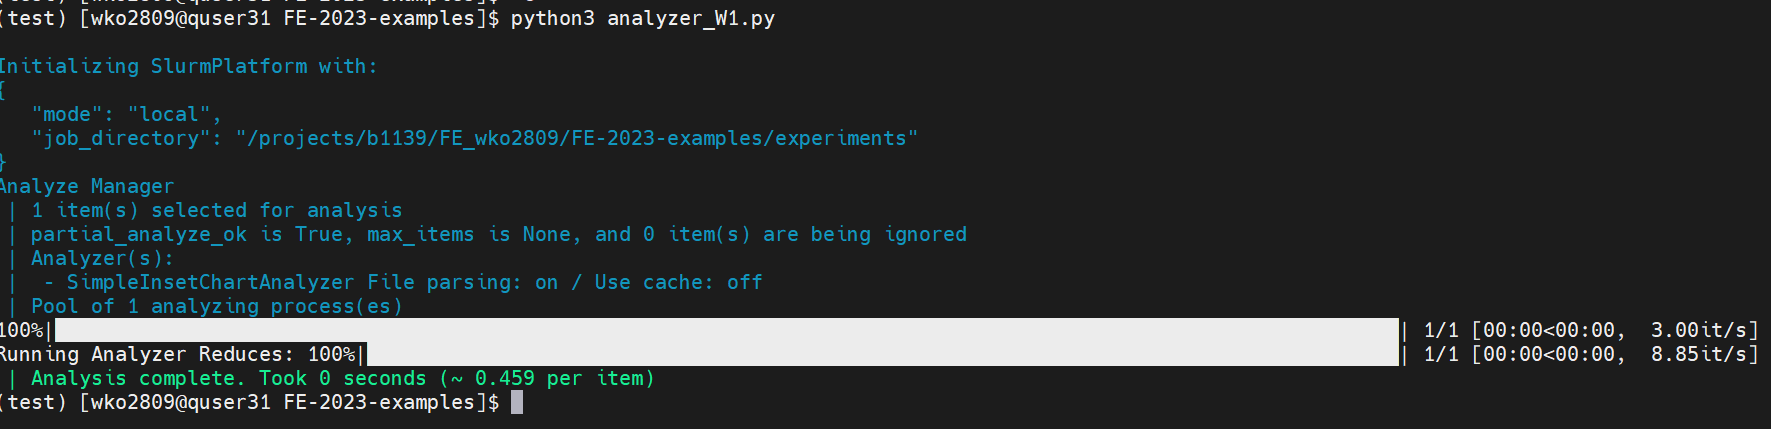 (test) [wko2809@quser31 FE-2023-examples]$ python3 analyzer_W1.py
Initializing SlurmPlatform with:
{
"mode": "local",
"job_directory": "/projects/b1139/FE_wko2809/FE-2023-examples/experiments"
}
Analyze Manager
| 1 item(s) selected for analysis
| partial_analyze_ok is True, max_items is None, and 0 item(s) are being ignored
| Analyzer(s):
| - SimpleInsetChartAnalyzer File parsing: on / Use cache: off
| Pool of 1 analyzing process(es)
100%| | 1/1 [00:00<00:00, 3.00it/s]
Running Analyzer Reduces: 100%| | 1/1 [00:00<00:00, 8.85it/s]
| Analysis complete. Took 0 seconds (~ 0.459 per item)
(test) [wko2809@quser31 FE-2023-examples]$